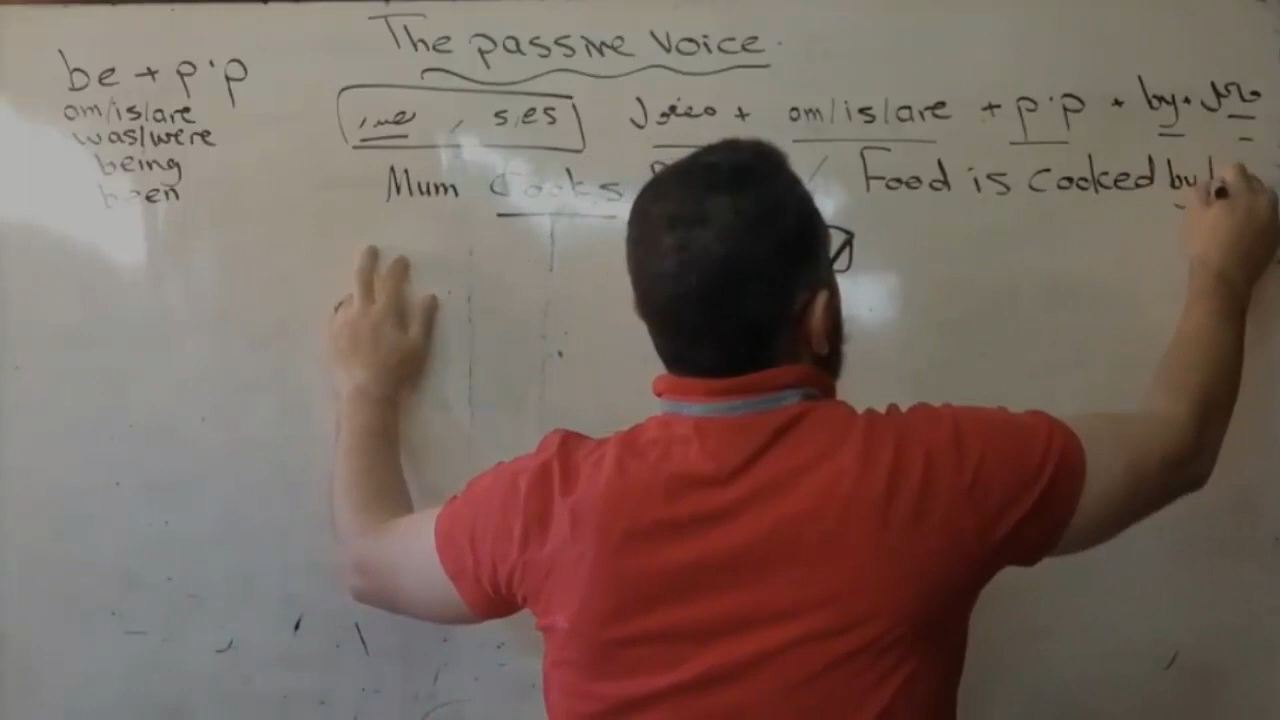 The passive Voice
be + p.p
am/is/are
was/were
being
been
مصدر , s,es
مفعول + am/is/are + p.p + by + فاعل
Mum Cooks / Food is cooked by